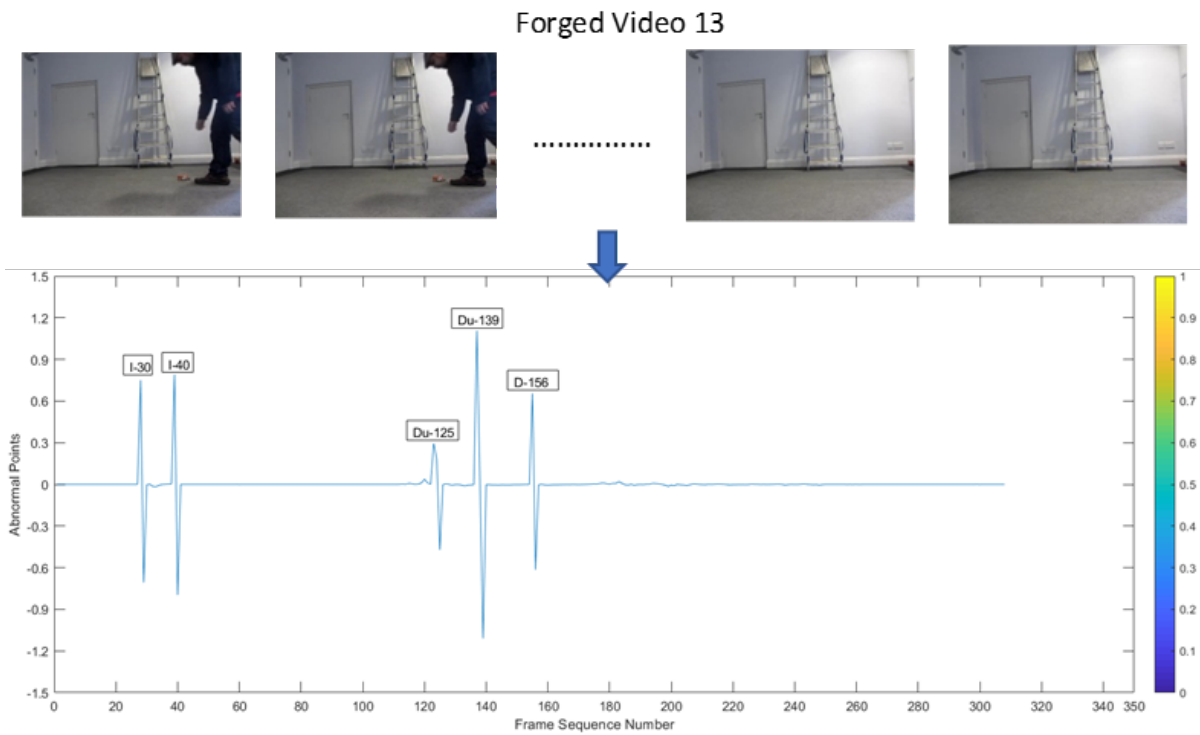 Forged Video 13
...............
1.5
1.2
0.9
0.6
0.3
0
-0.3
-0.6
-0.9
-1.2
-1.5
Abnormal Points
I-30
I-40
Du-125
Du-139
D-156
0 20 40 60 80 100 120 140 160 180 200 220 240 260 280 300 320 340 350
Frame Sequence Number
1
0.9
0.8
0.7
0.6
0.5
0.4
0.3
0.2
0.1
0